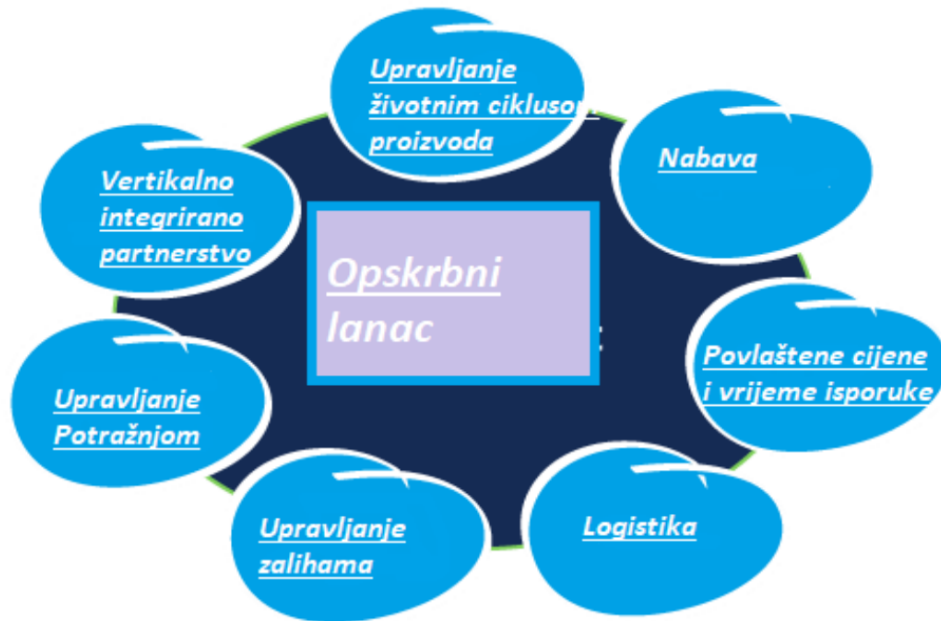 Upravljanje
životnim ciklusom
proizvoda
Nabava
Vertikalno
integrirano
partnerstvo
Opskrbni
lanac
Povlaštene cijene
i vrijeme isporuke
Upravljanje
Potražnjom
Upravljanje
zalihama
Logistika